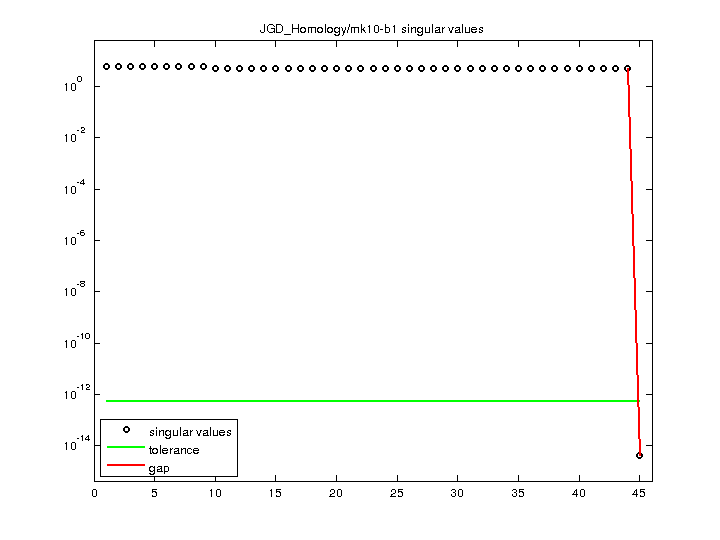 JGD_Homology/mk10-b1 singular values
10^0
10^-2
10^-4
10^-6
10^-8
10^-10
10^-12
10^-14
singular values
tolerance
gap
0 5 10 15 20 25 30 35 40 45